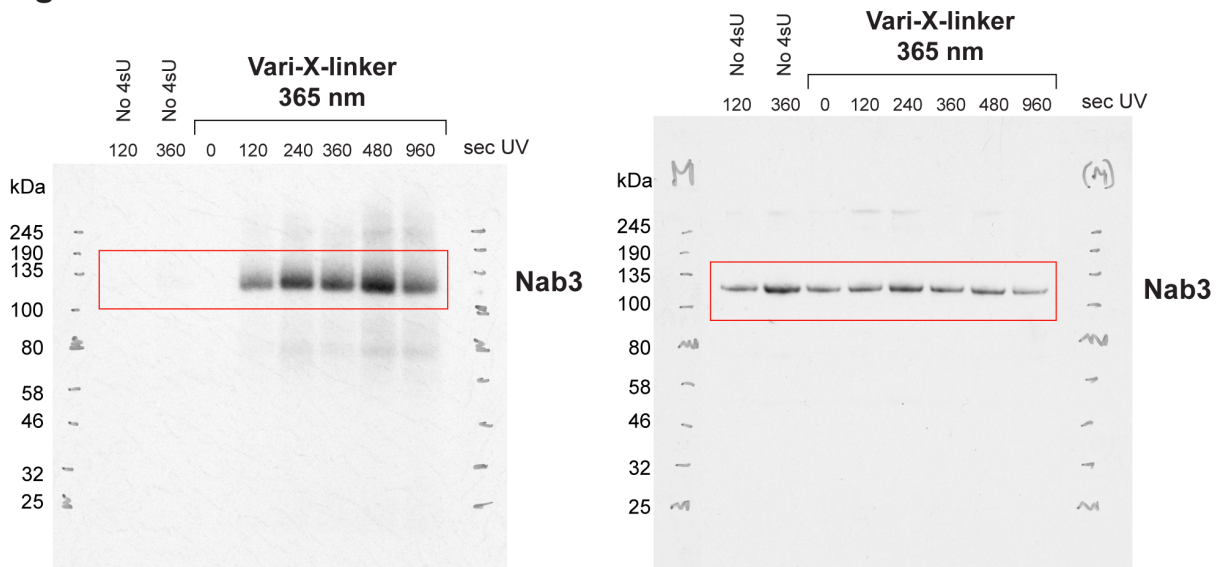 No 4sU
No 4sU
Vari-X-linker
365 nm
120 360 0 120 240 360 480 960 sec UV
kDa
245
190
135
100
80
58
46
32
25
Nab3
No 4sU
No 4sU
Vari-X-linker
365 nm
120 360 0 120 240 360 480 960 sec UV
M (M)
kDa
245
190
135
100
80
58
46
32
25
Nab3